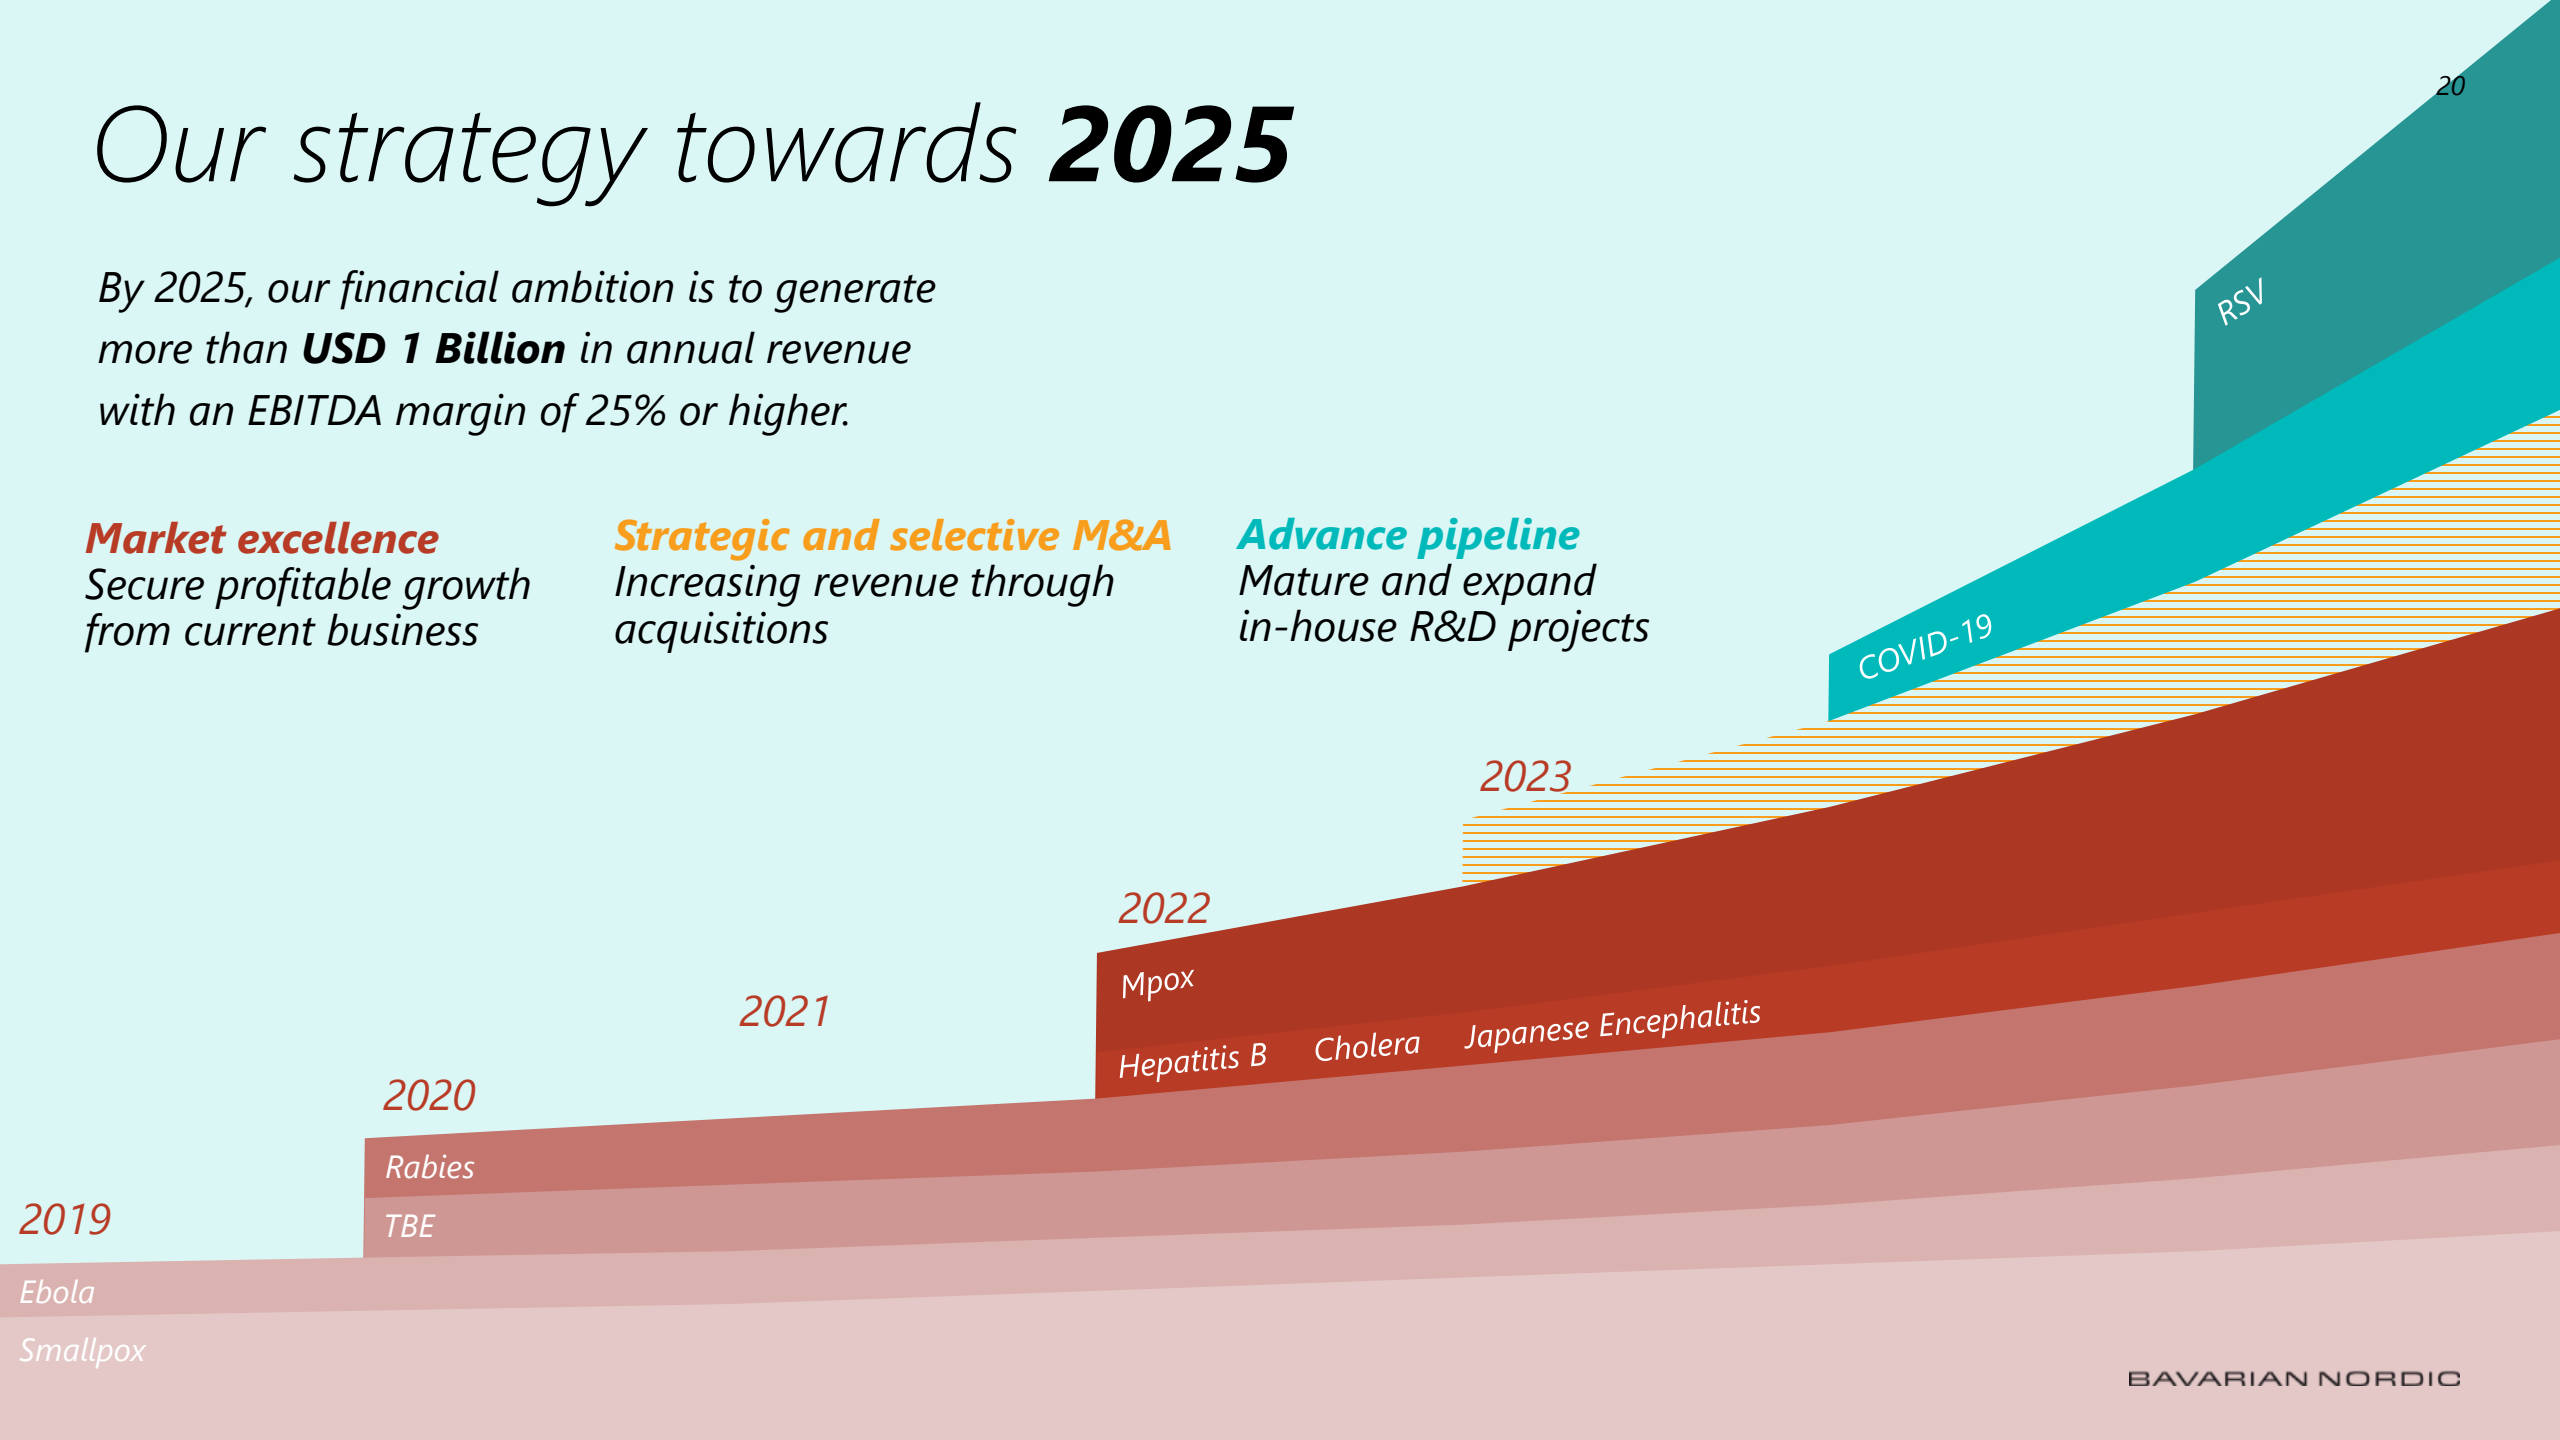 20
Our strategy towards 2025
By 2025, our financial ambition is to generate
more than USD 1 Billion in annual revenue
with an EBITDA margin of 25% or higher.
Market excellence
Secure profitable growth
from current business
Strategic and selective M&A
Increasing revenue through
acquisitions
Advance pipeline
Mature and expand
in-house R&D projects
RSV
COVID-19
2023
2022
Mpox
2021
Hepatitis B Cholera Japanese Encephalitis
2020
Rabies
TBE
2019
Ebola
Smallpox
BAVARIAN NORDIC